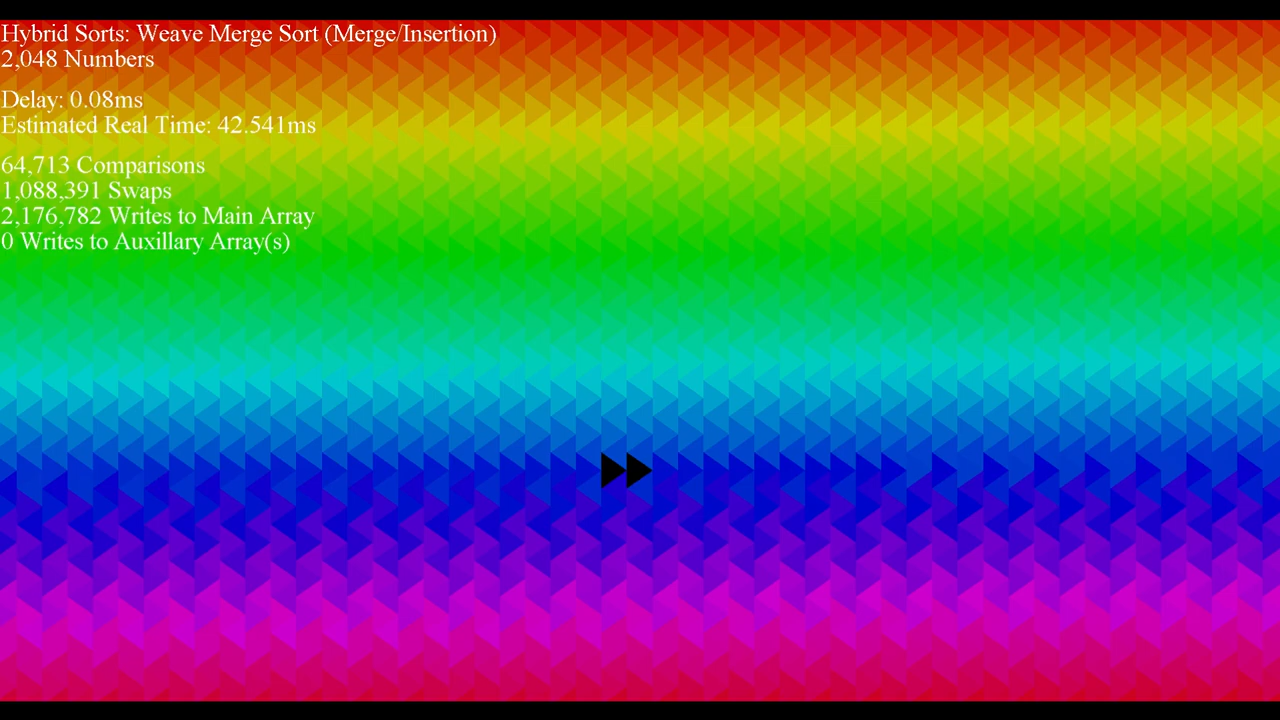 Hybrid Sorts: Weave Merge Sort (Merge/Insertion)
2,048 Numbers
Delay: 0.08ms
Estimated Real Time: 42.541ms
64,713 Comparisons
1,088,391 Swaps
2,176,782 Writes to Main Array
0 Writes to Auxillary Array(s)